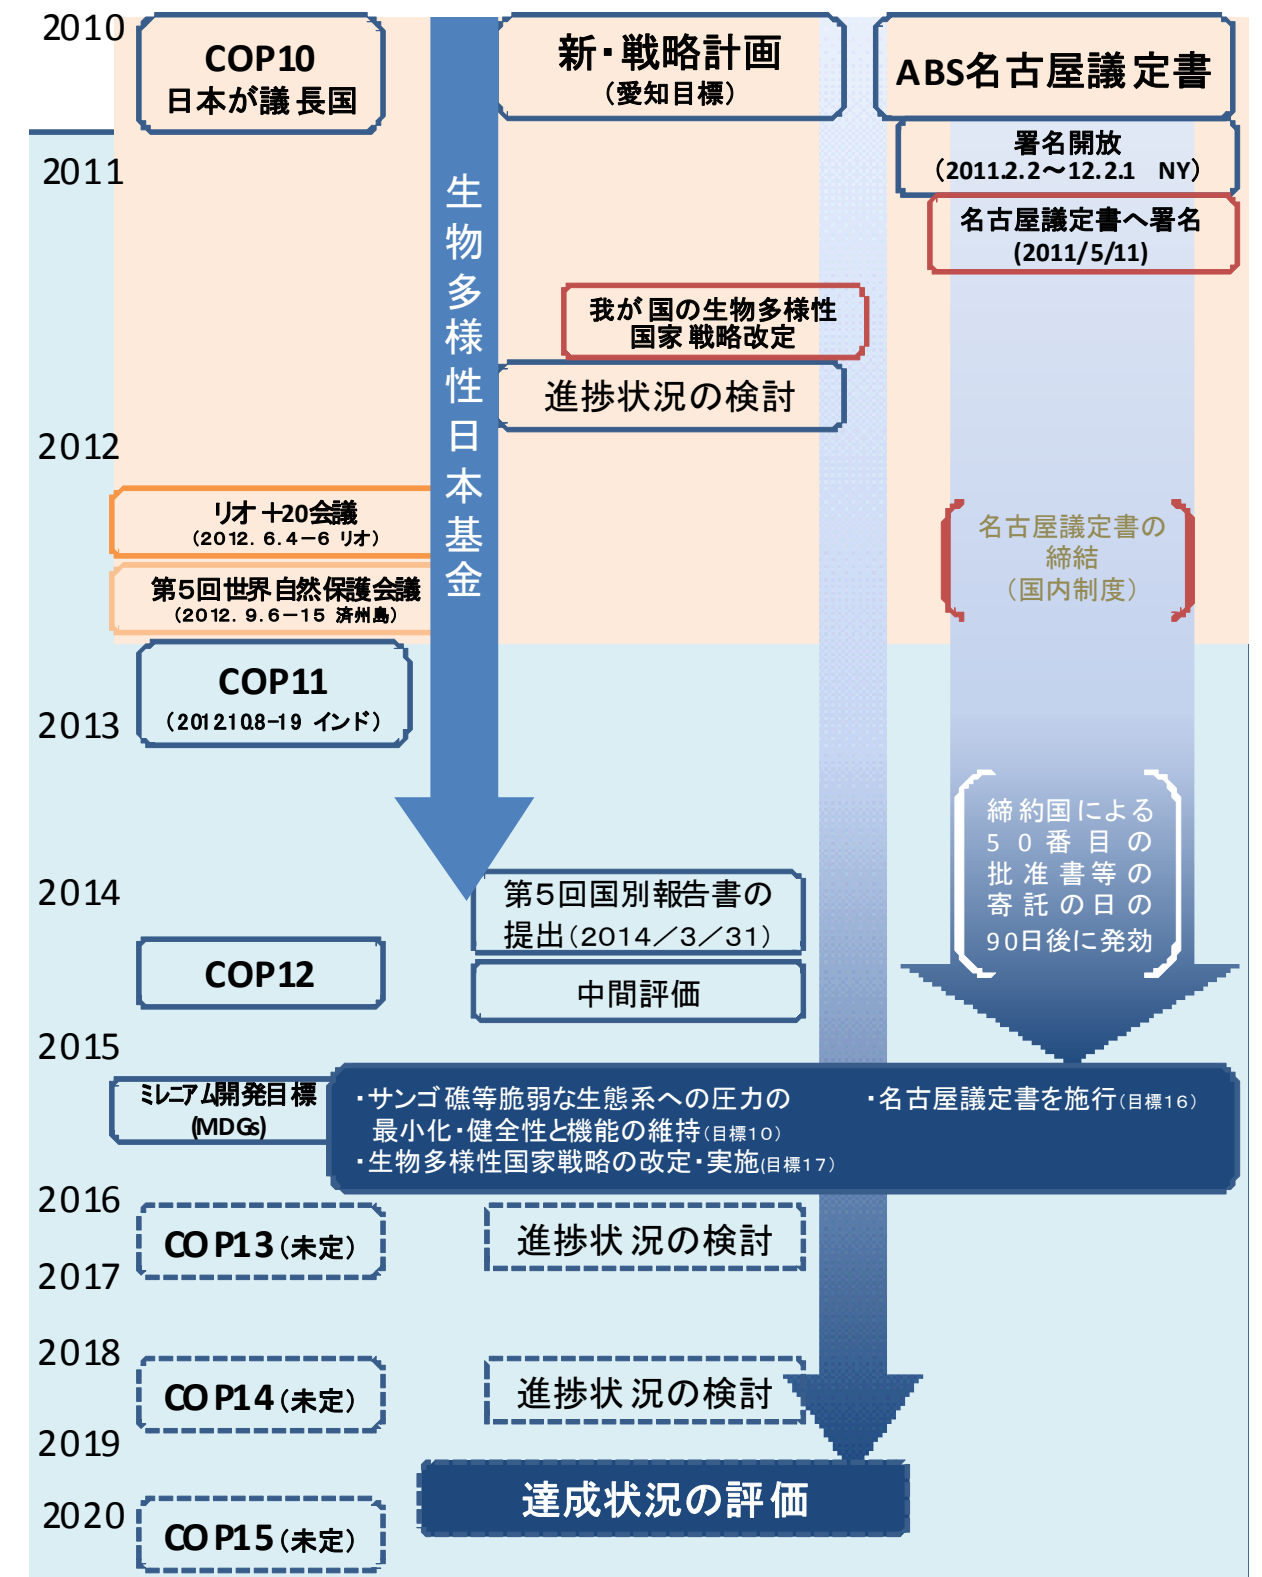 2010
COP10
日本が議長国
新・戦略計画
（愛知目標）
ABS名古屋議定書
署名開放
（2011.2.2～12.2.1 NY）
2011
名古屋議定書へ署名
(2011/5/11)
生物多様性日本基金
我が国の生物多様性
国家戦略改定
進捗状況の検討
2012
リオ＋20会議
（2012．6.4－6 リオ）
第5回世界自然保護会議
（2012．9.6－15 済州島）
名古屋議定書の
締結
（国内制度）
COP11
（2012.10.8-19 インド）
2013
締約国による
50番目の
批准書等の
寄託の日の
90日後に発効
2014
第5回国別報告書の
提出（2014／3／31）
COP12
中間評価
2015
ミレニアム開発目標
(MDGs)
・サンゴ礁等脆弱な生態系への圧力の
最小化・健全性と機能の維持（目標10）
・生物多様性国家戦略の改定・実施(目標17）
・名古屋議定書を施行（目標16）
2016
COP13（未定）
進捗状況の検討
2017
2018
COP14（未定）
進捗状況の検討
2019
達成状況の評価
2020
COP15（未定）